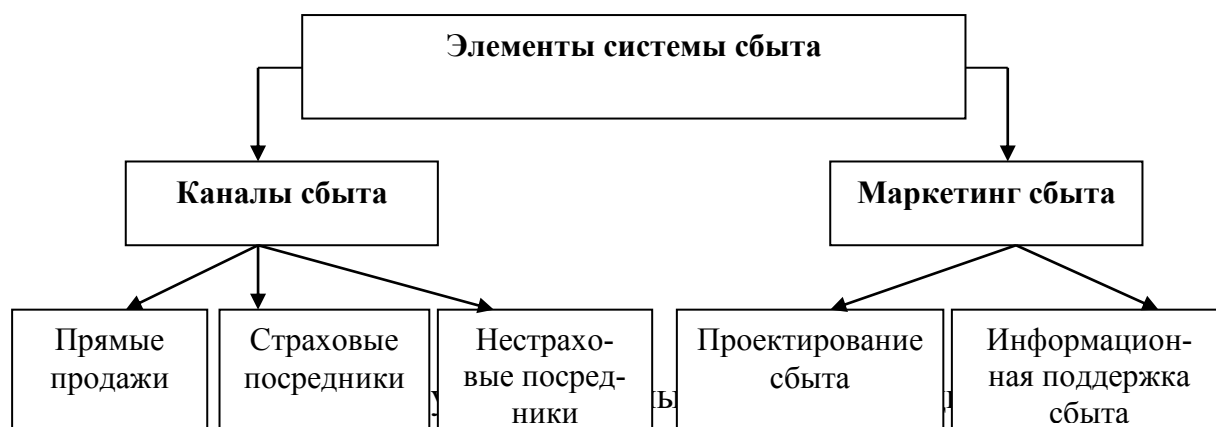 Элементы системы сбыта
Каналы сбыта
Маркетинг сбыта
Прямые
продажи
Страховые
посредники
Нестрахо-
вые посред-
ники
Проектирование
сбыта
Информацион-
ная поддержка
сбыта